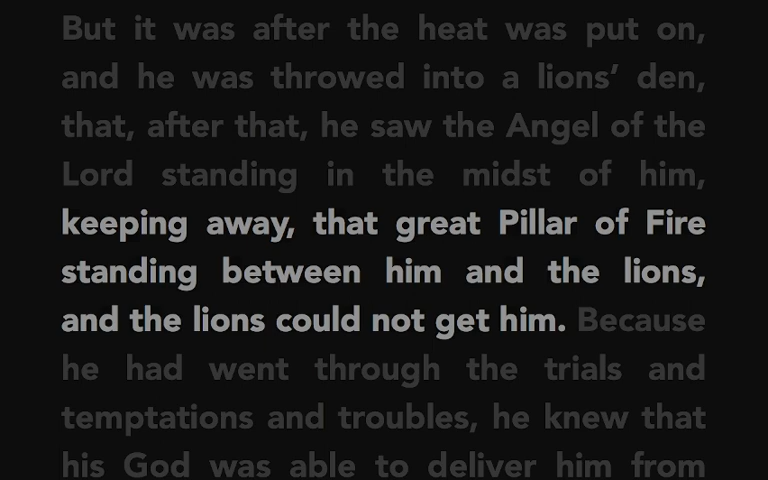 But it was after the heat was put on,
and he was throwed into a lions’ den,
that, after that, he saw the Angel of the
Lord standing in the midst of him,
keeping away, that great Pillar of Fire
standing between him and the lions,
and the lions could not get him. Because
he had went through the trials and
temptations and troubles, he knew that
his God was able to deliver him from